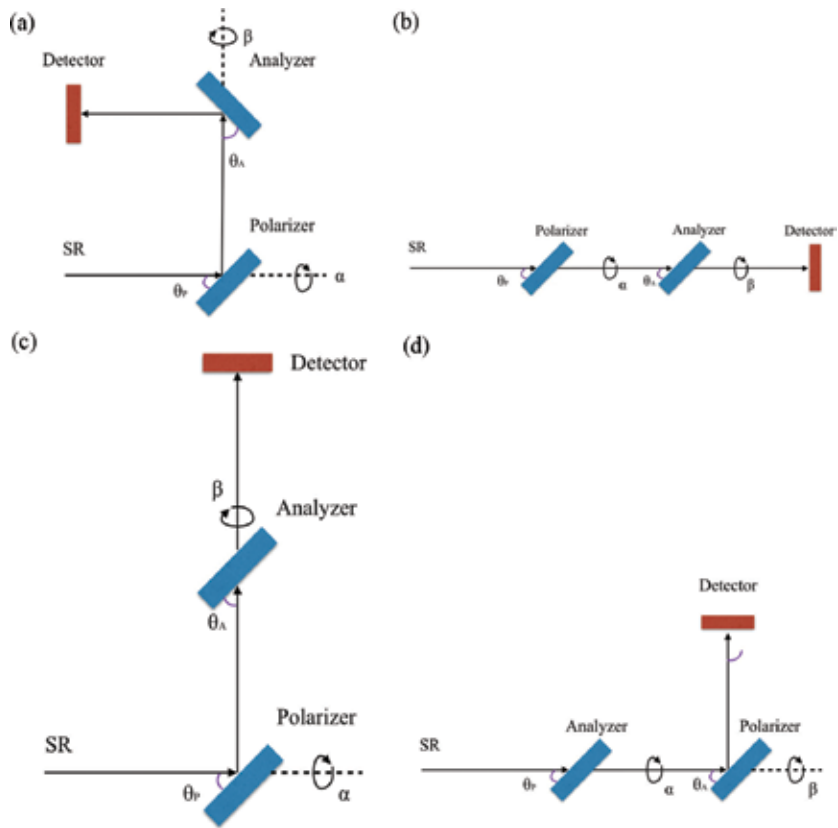 (a)
β
Detector
Analyzer
θA
Polarizer
SR
θP
α
(b)
Polarizer
Analyzer
Detector
SR
θP
α
θA
β
(c)
Detector
β
Analyzer
θA
Polarizer
SR
θP
α
(d)
Detector
Analyzer
Polarizer
SR
θP
α
θA
β